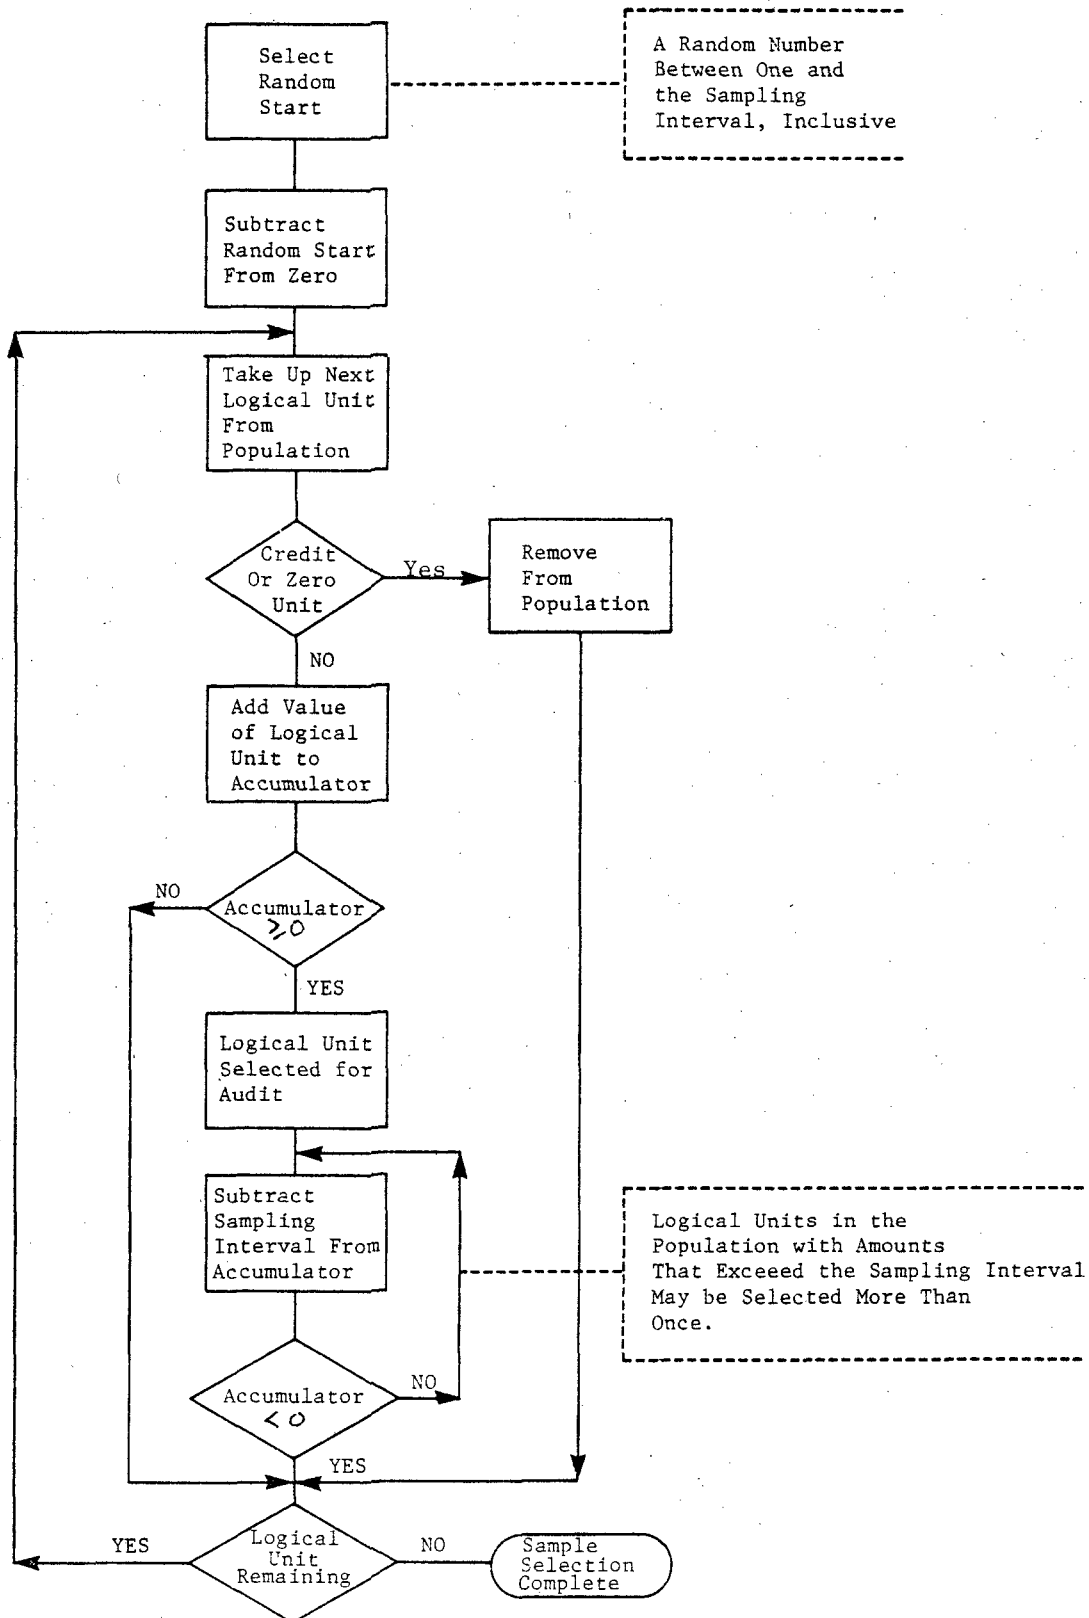 Select
Random
Start
A Random Number
Between One and
the Sampling
Interval, Inclusive
Subtract
Random Start
From Zero
Take Up Next
Logical Unit
From
Population
Credit
Or Zero
Unit
Yes
Remove
From
Population
NO
Add Value
of Logical
Unit to
Accumulator
NO
Accumulator
≥0
YES
Logical Unit
Selected for
Audit
Subtract
Sampling
Interval From
Accumulator
Logical Units in the
Population with Amounts
That Exceeed the Sampling Interval
May be Selected More Than
Once.
Accumulator
<0
NO
YES
YES
Logical
Unit
Remaining
NO
Sample
Selection
Complete